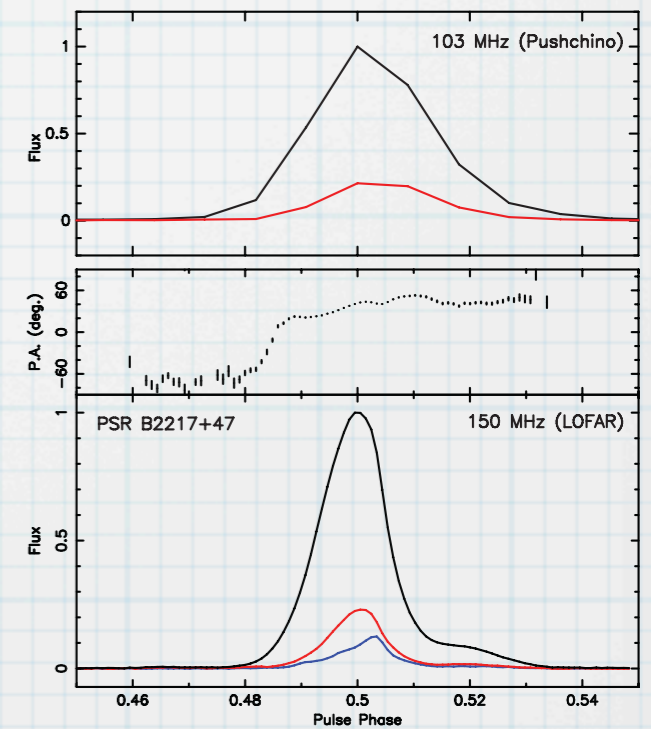 103 MHz (Pushchino)
1
0.5
0
Flux
60
0
−60
P.A. (deg.)
PSR B2217+47 150 MHz (LOFAR)
1
0.5
0
Flux
0.46 0.48 0.5 0.52 0.54
Pulse Phase